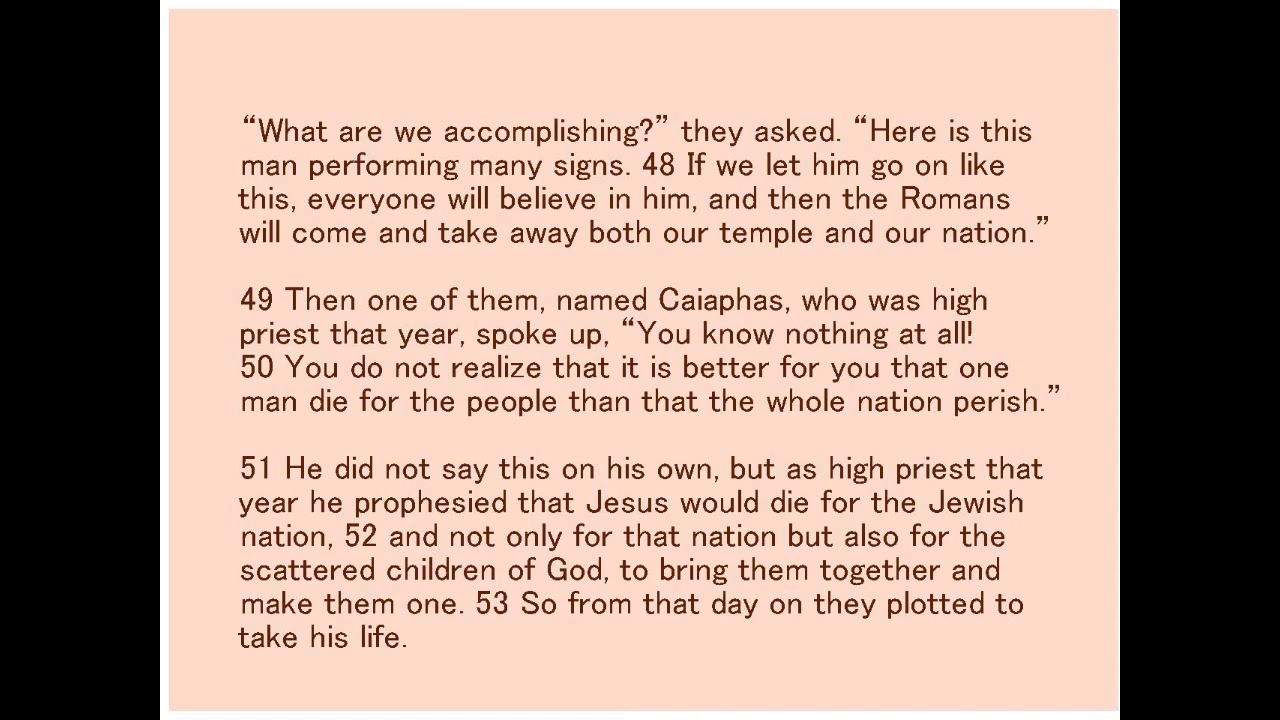 “What are we accomplishing?” they asked. “Here is this
man performing many signs. 48 If we let him go on like
this, everyone will believe in him, and then the Romans
will come and take away both our temple and our nation.”
49 Then one of them, named Caiaphas, who was high
priest that year, spoke up, “You know nothing at all!
50 You do not realize that it is better for you that one
man die for the people than that the whole nation perish.”
51 He did not say this on his own, but as high priest that
year he prophesied that Jesus would die for the Jewish
nation, 52 and not only for that nation but also for the
scattered children of God, to bring them together and
make them one. 53 So from that day on they plotted to
take his life.